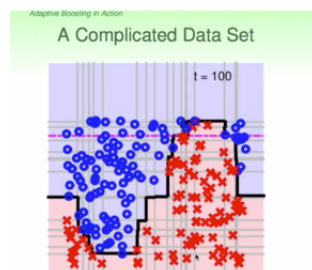 Adaptive Boosting in Action
A Complicated Data Set
t = 100